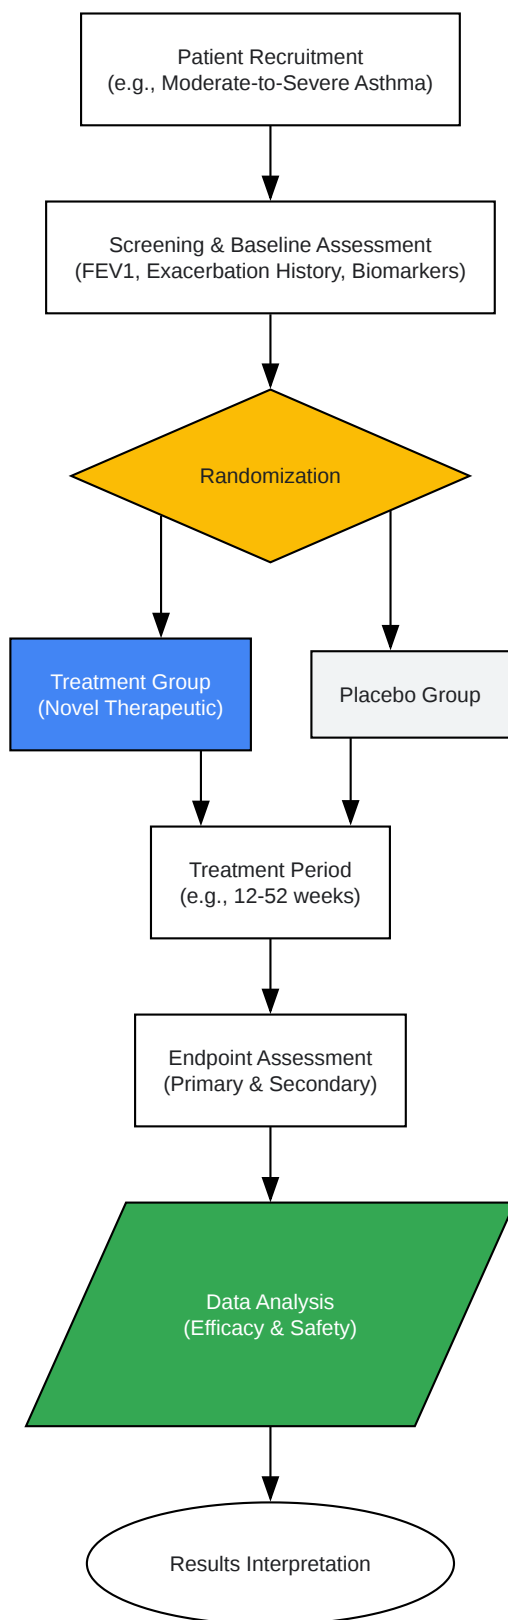 Patient Recruitment
(e.g., Moderate-to-Severe Asthma)
Screening & Baseline Assessment
(FEV1, Exacerbation History, Biomarkers)
Randomization
Treatment Group
(Novel Therapeutic)
Placebo Group
Treatment Period
(e.g., 12-52 weeks)
Endpoint Assessment
(Primary & Secondary)
Data Analysis
(Efficacy & Safety)
Results Interpretation